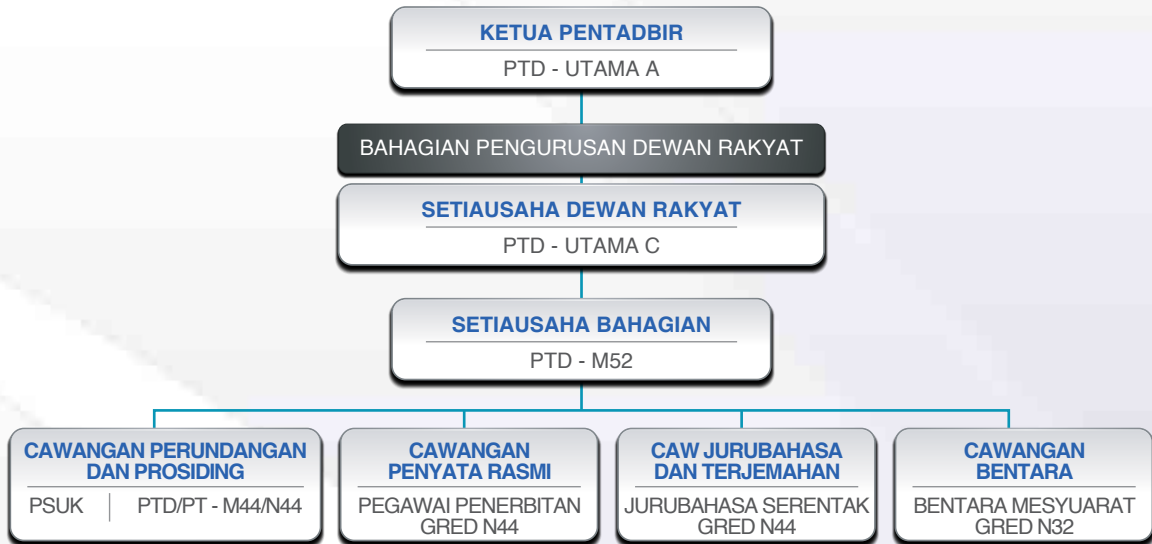 KETUA PENTADBIR
PTD - UTAMA A
BAHAGIAN PENGURUSAN DEWAN RAKYAT
SETIAUSAHA DEWAN RAKYAT
PTD - UTAMA C
SETIAUSAHA BAHAGIAN
PTD - M52
CAWANGAN PERUNDANGAN
DAN PROSIDING
PSUK | PTD/PT - M44/N44
CAWANGAN
PENYATA RASMI
PEGAWAI PENERBITAN
GRED N44
CAW JURUBAHASA
DAN TERJEMAHAN
JURUBAHASA SERENTAK
GRED N44
CAWANGAN
BENTARA
BENTARA MESYUARAT
GRED N32